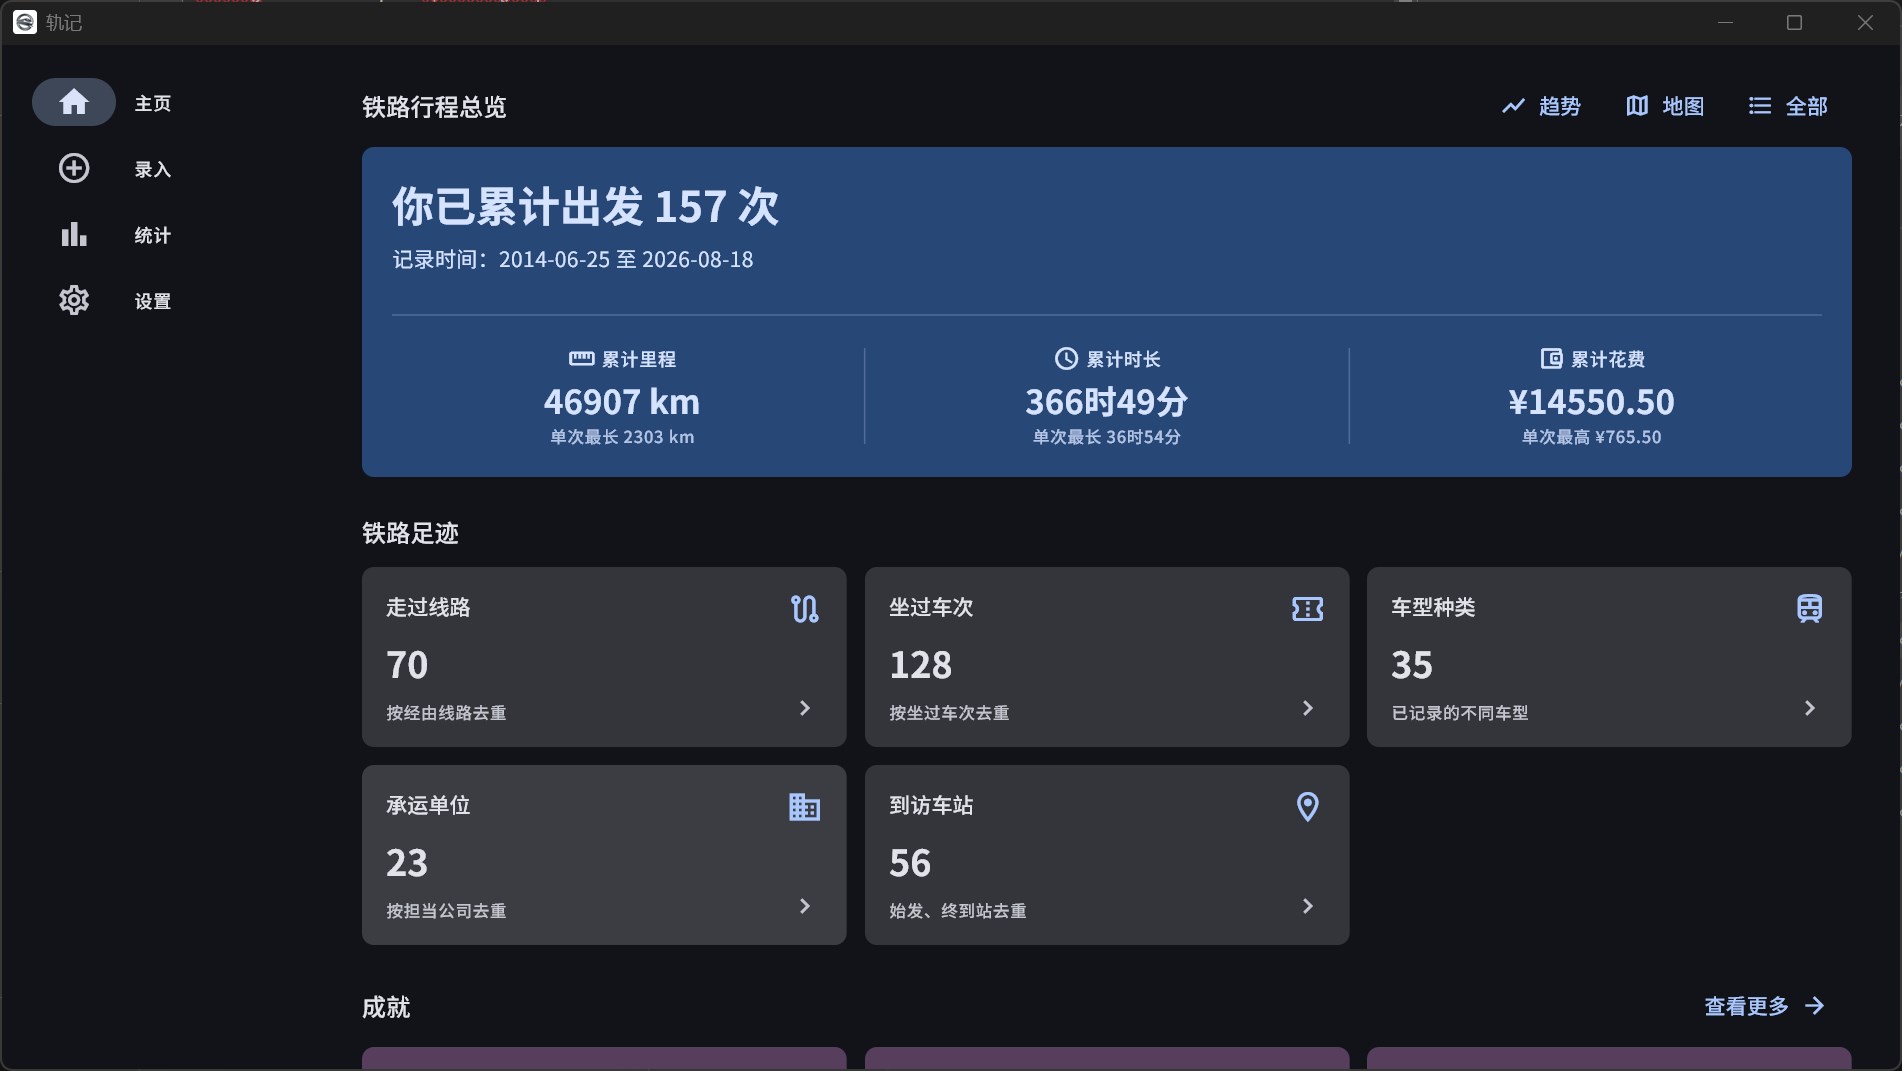 轨记
主页
录入
统计
设置
铁路行程总览
趋势
地图
全部
你已累计出发 157 次
记录时间：2014-06-25 至 2026-08-18
累计里程
46907 km
单次最长 2303 km
累计时长
366时49分
单次最长 36时54分
累计花费
¥14550.50
单次最高 ¥765.50
铁路足迹
走过线路
70
按经由线路去重
坐过车次
128
按坐过车次去重
车型种类
35
已记录的不同车型
承运单位
23
按担当公司去重
到访车站
56
始发、终到站去重
成就
查看更多